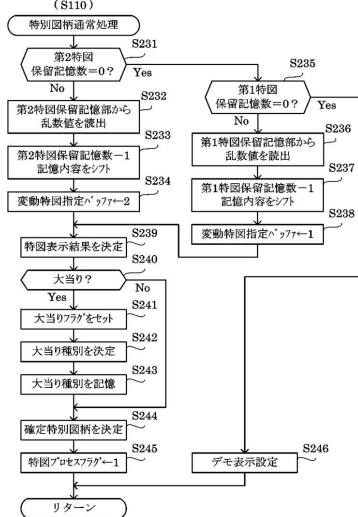 (S110)
特別図柄通常処理
S231
第2特図
保留記憶数=0?
Yes
No
S232
第2特図保留記憶部から
乱数値を読出
S233
第2特図保留記憶数－1
記憶内容をシフト
S234
変動特図指定ﾊﾞｯﾌｧ←2
S235
第1特図
保留記憶数=0?
Yes
No
S236
第1特図保留記憶部から
乱数値を読出
S237
第1特図保留記憶数－1
記憶内容をシフト
S238
変動特図指定ﾊﾞｯﾌｧ←1
S239
特図表示結果を決定
S240
大当り?
Yes
No
S241
大当りﾌﾗｸﾞをセット
S242
大当り種別を決定
S243
大当り種別を記憶
S244
確定特別図柄を決定
S245
特図プロセスﾌﾗｸﾞ←1
S246
デモ表示設定
リターン